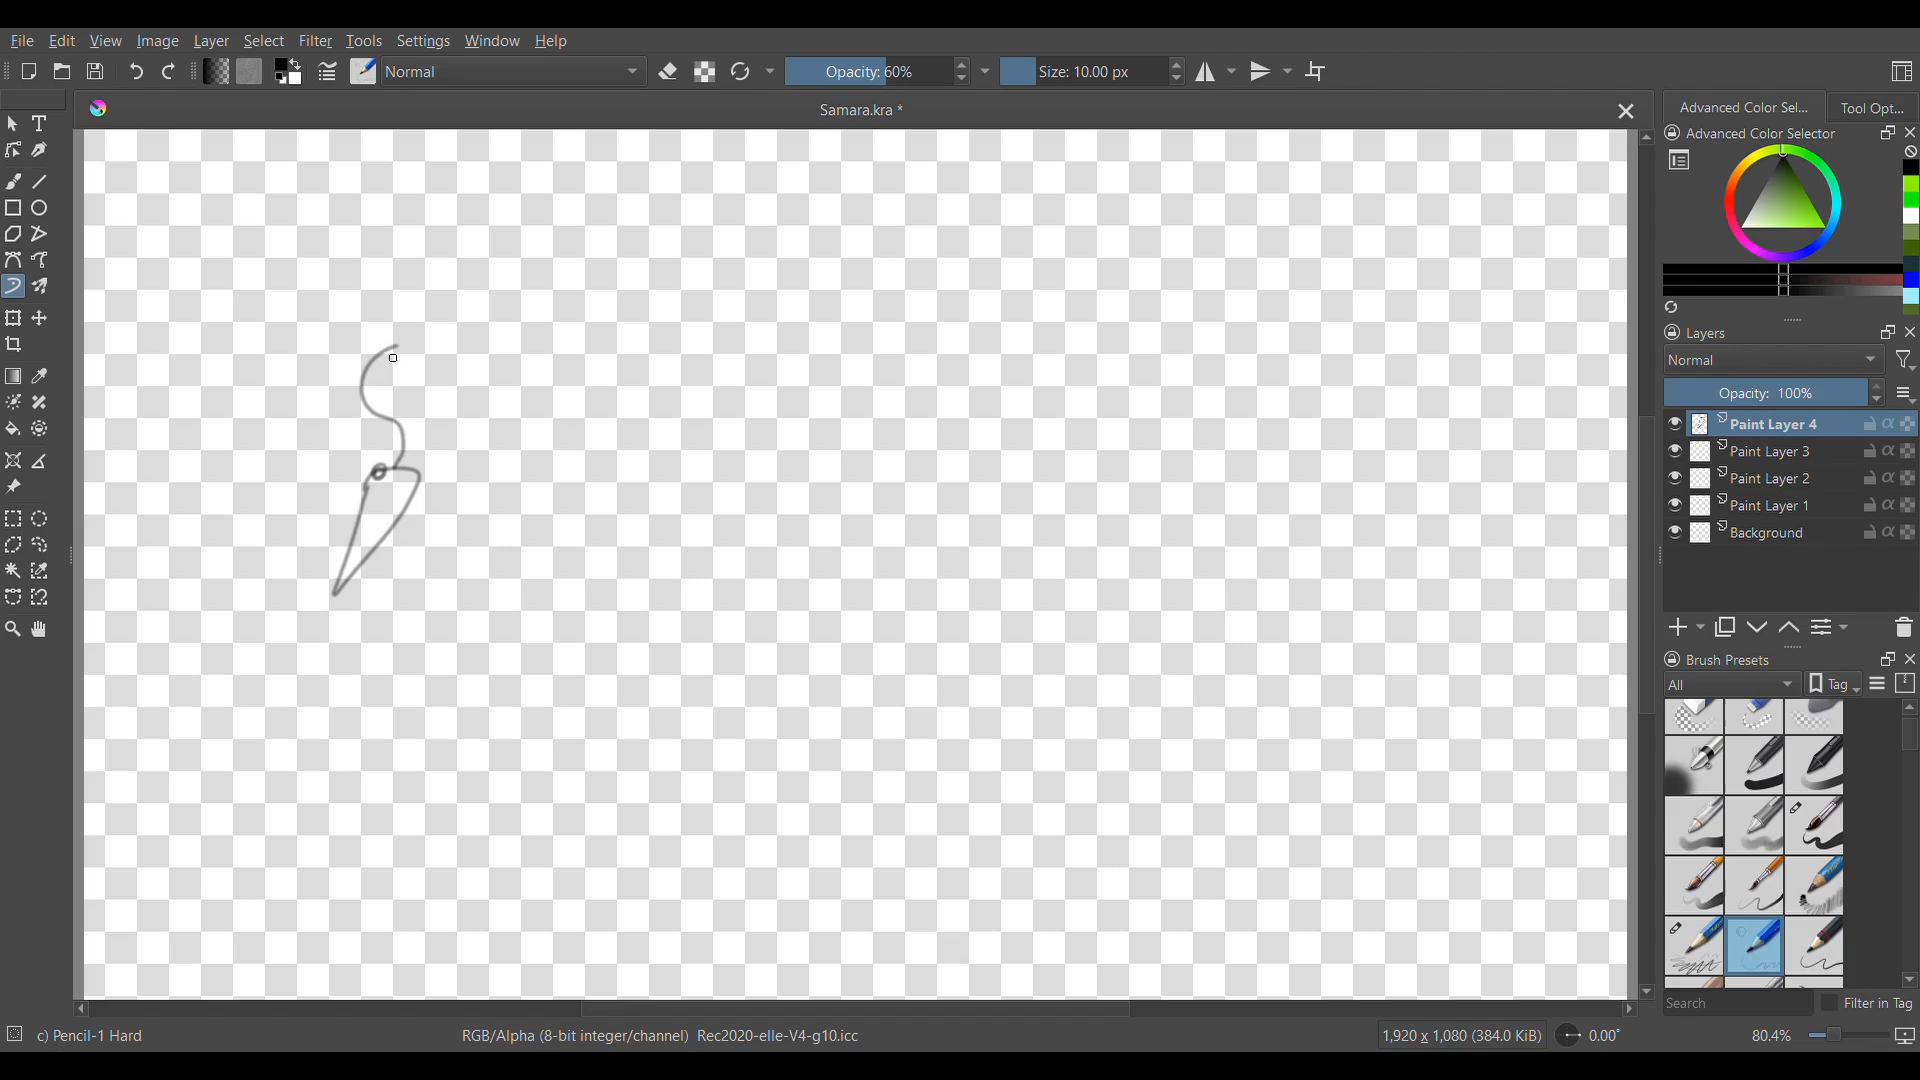 File Edit View Image Layer Select Filter Tools Settings Window Help
Normal Opacity: 60% Size: 10.00 px
Samara.kra *
Advanced Color Sel... Tool Opt...
Advanced Color Selector
Layers
Normal
Opacity: 100%
Paint Layer 4
Paint Layer 3
Paint Layer 2
Paint Layer 1
Background
Brush Presets
All Tag
Search Filter in Tag
c) Pencil-1 Hard RGB/Alpha (8-bit integer/channel) Rec2020-elle-V4-g10.icc 1,920 x 1,080 (384.0 KiB) 0.00° 80.4%